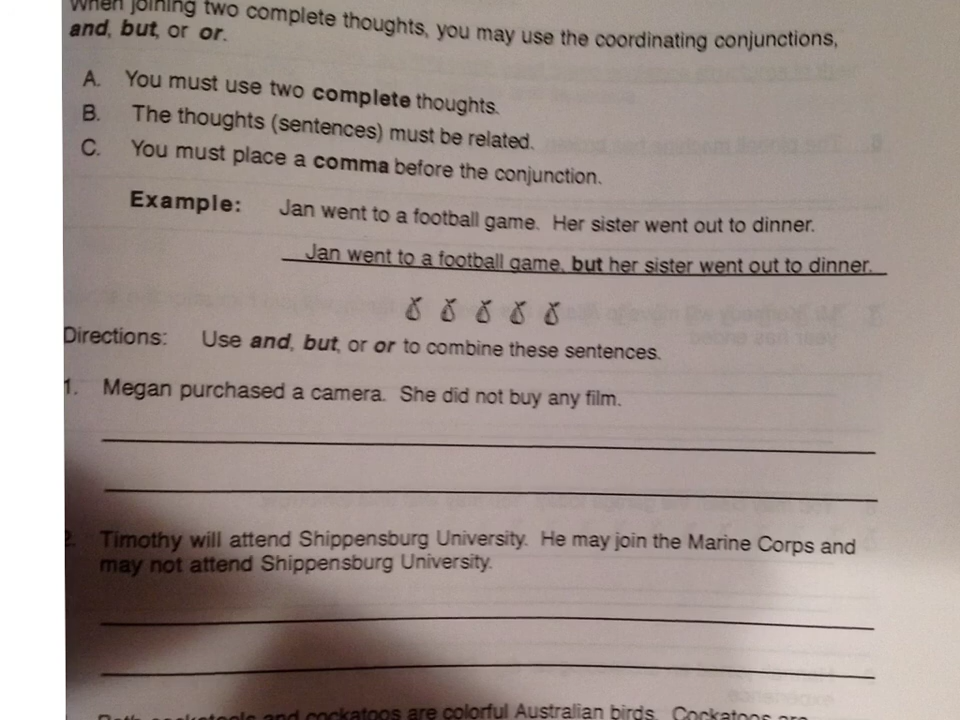 When joining two complete thoughts, you may use the coordinating conjunctions,
and, but, or or.
A. You must use two complete thoughts.
B. The thoughts (sentences) must be related.
C. You must place a comma before the conjunction.
Example: Jan went to a football game. Her sister went out to dinner.
Jan went to a football game, but her sister went out to dinner.
Directions: Use and, but, or or to combine these sentences.
1. Megan purchased a camera. She did not buy any film.
2. Timothy will attend Shippensburg University. He may join the Marine Corps and
may not attend Shippensburg University.
and cockatoos are colorful Australian birds. Cockatoos are